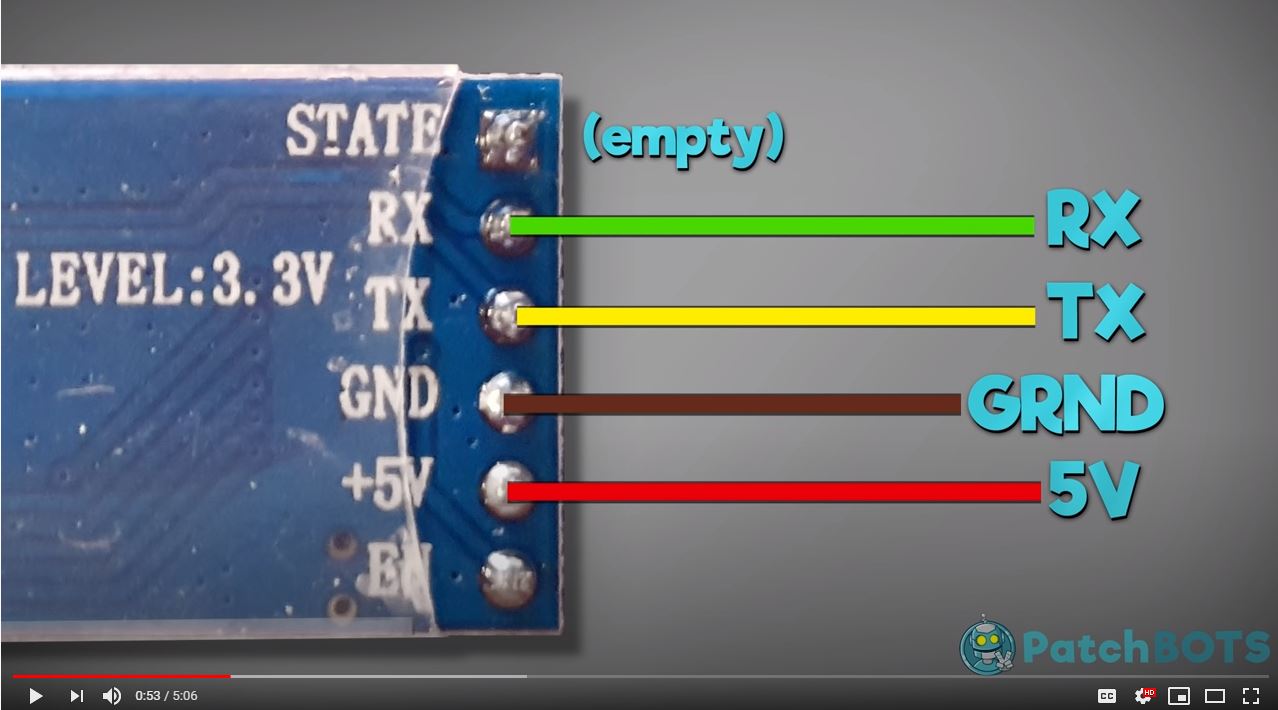 STATE
(empty)
RX
RX
LEVEL:3.3V
TX
TX
GND
GRND
+5V
5V
EN
PatchBOTS
0:53 / 5:06
CC
HD